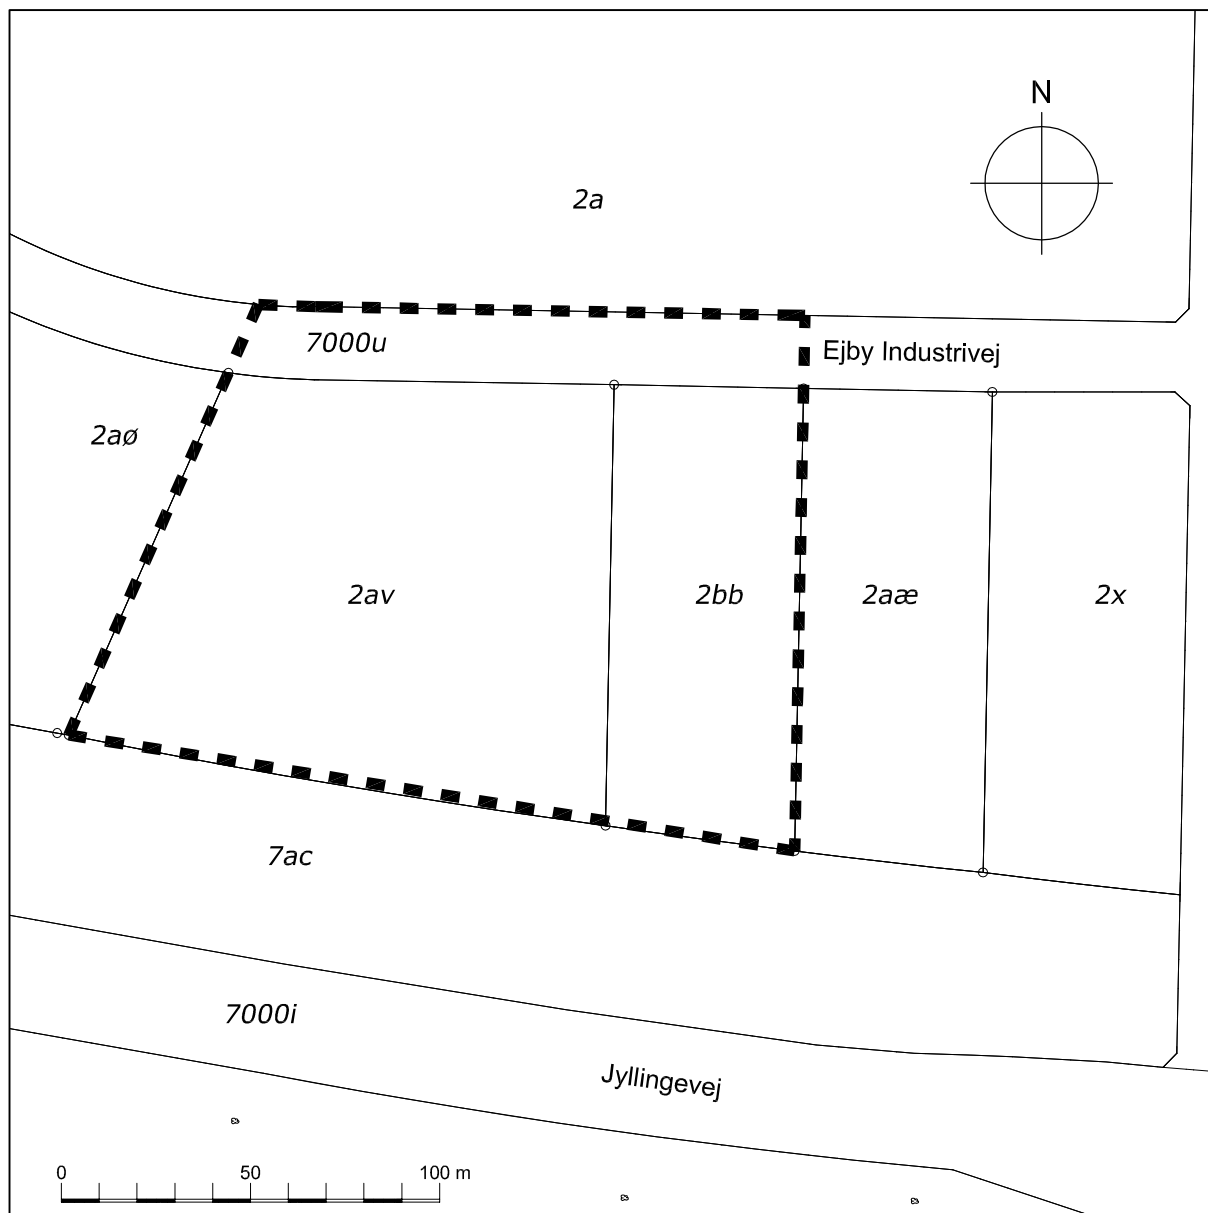 N
2a
7000u
Ejby Industrivej
2aø
2av
2bb
2aæ
2x
7ac
7000i
Jyllingevej
0 50 100 m